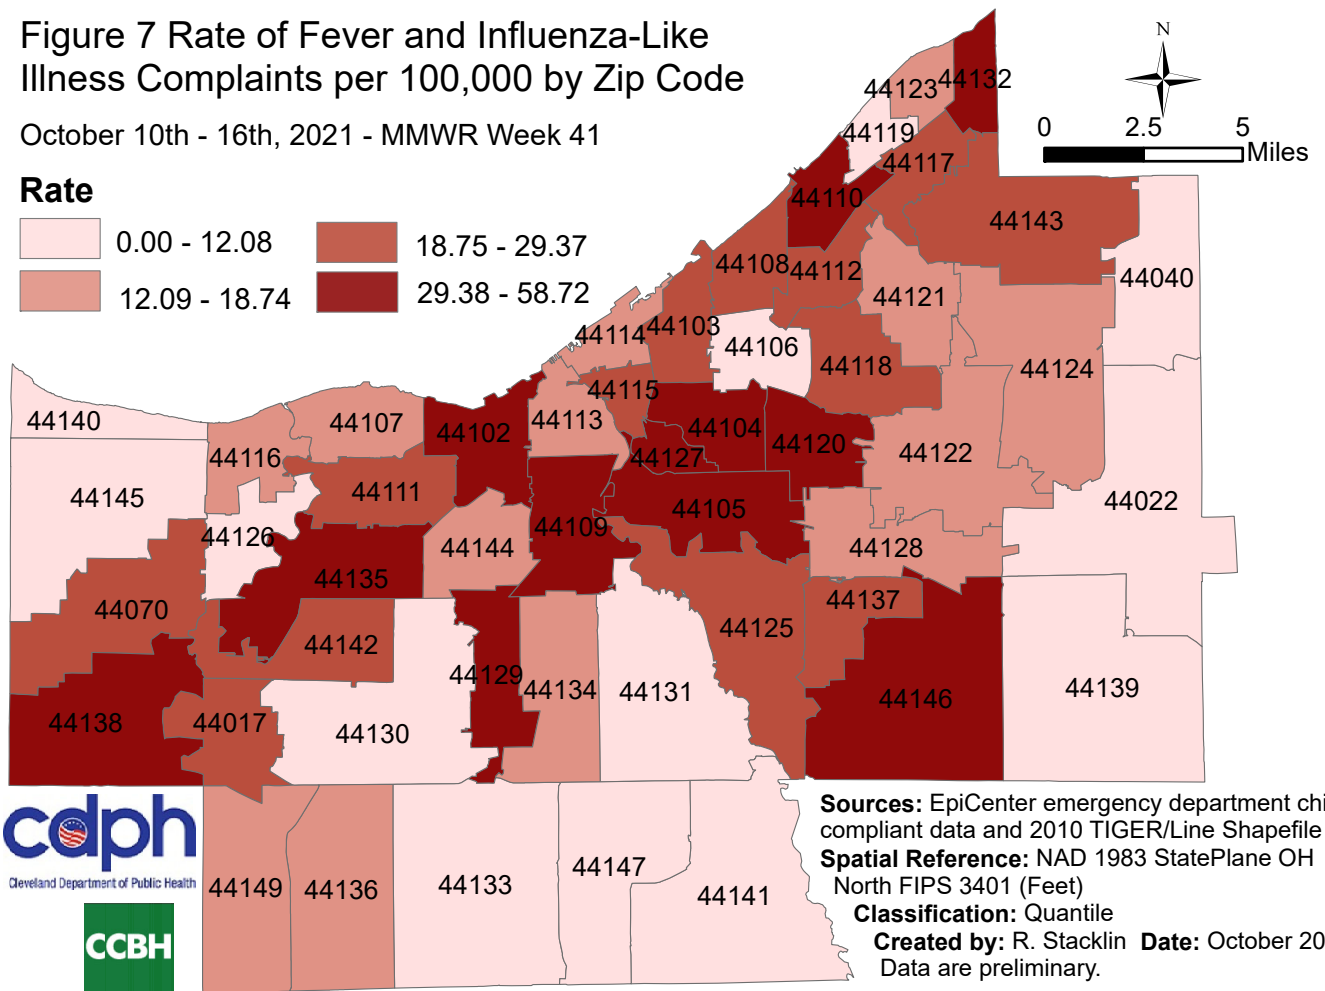 Figure 7 Rate of Fever and Influenza-Like
Illness Complaints per 100,000 by Zip Code
October 10th - 16th, 2021 - MMWR Week 41
Rate
0.00 - 12.08
12.09 - 18.74
18.75 - 29.37
29.38 - 58.72
N
0 2.5 5
Miles
44132
44123
44119
44117
44110
44143
44040
44108
44112
44121
44114
44103
44106
44118
44124
44115
44140
44107
44102
44113
44104
44120
44122
44116
44127
44145
44111
44105
44022
44126
44109
44144
44128
44135
44070
44137
44142
44125
44129
44134
44131
44146
44139
44138
44017
44130
44149
44136
44133
44147
44141
cdph
Cleveland Department of Public Health
CCBH
Sources: EpiCenter emergency department chi
compliant data and 2010 TIGER/Line Shapefile
Spatial Reference: NAD 1983 StatePlane OH
North FIPS 3401 (Feet)
Classification: Quantile
Created by: R. Stacklin Date: October 20
Data are preliminary.